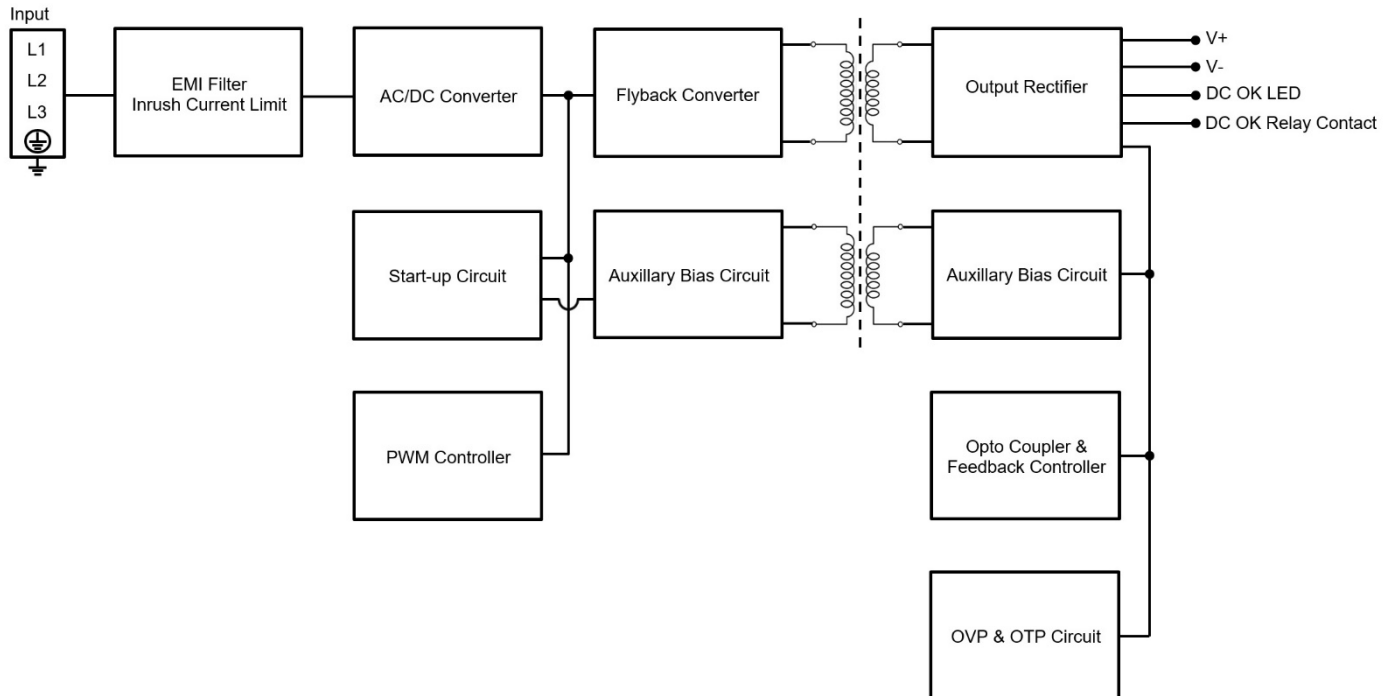 Input
L1
L2
L3
EMI Filter
Inrush Current Limit
AC/DC Converter
Flyback Converter
Output Rectifier
V+
V-
DC OK LED
DC OK Relay Contact
Start-up Circuit
Auxillary Bias Circuit
Auxillary Bias Circuit
PWM Controller
Opto Coupler &
Feedback Controller
OVP & OTP Circuit